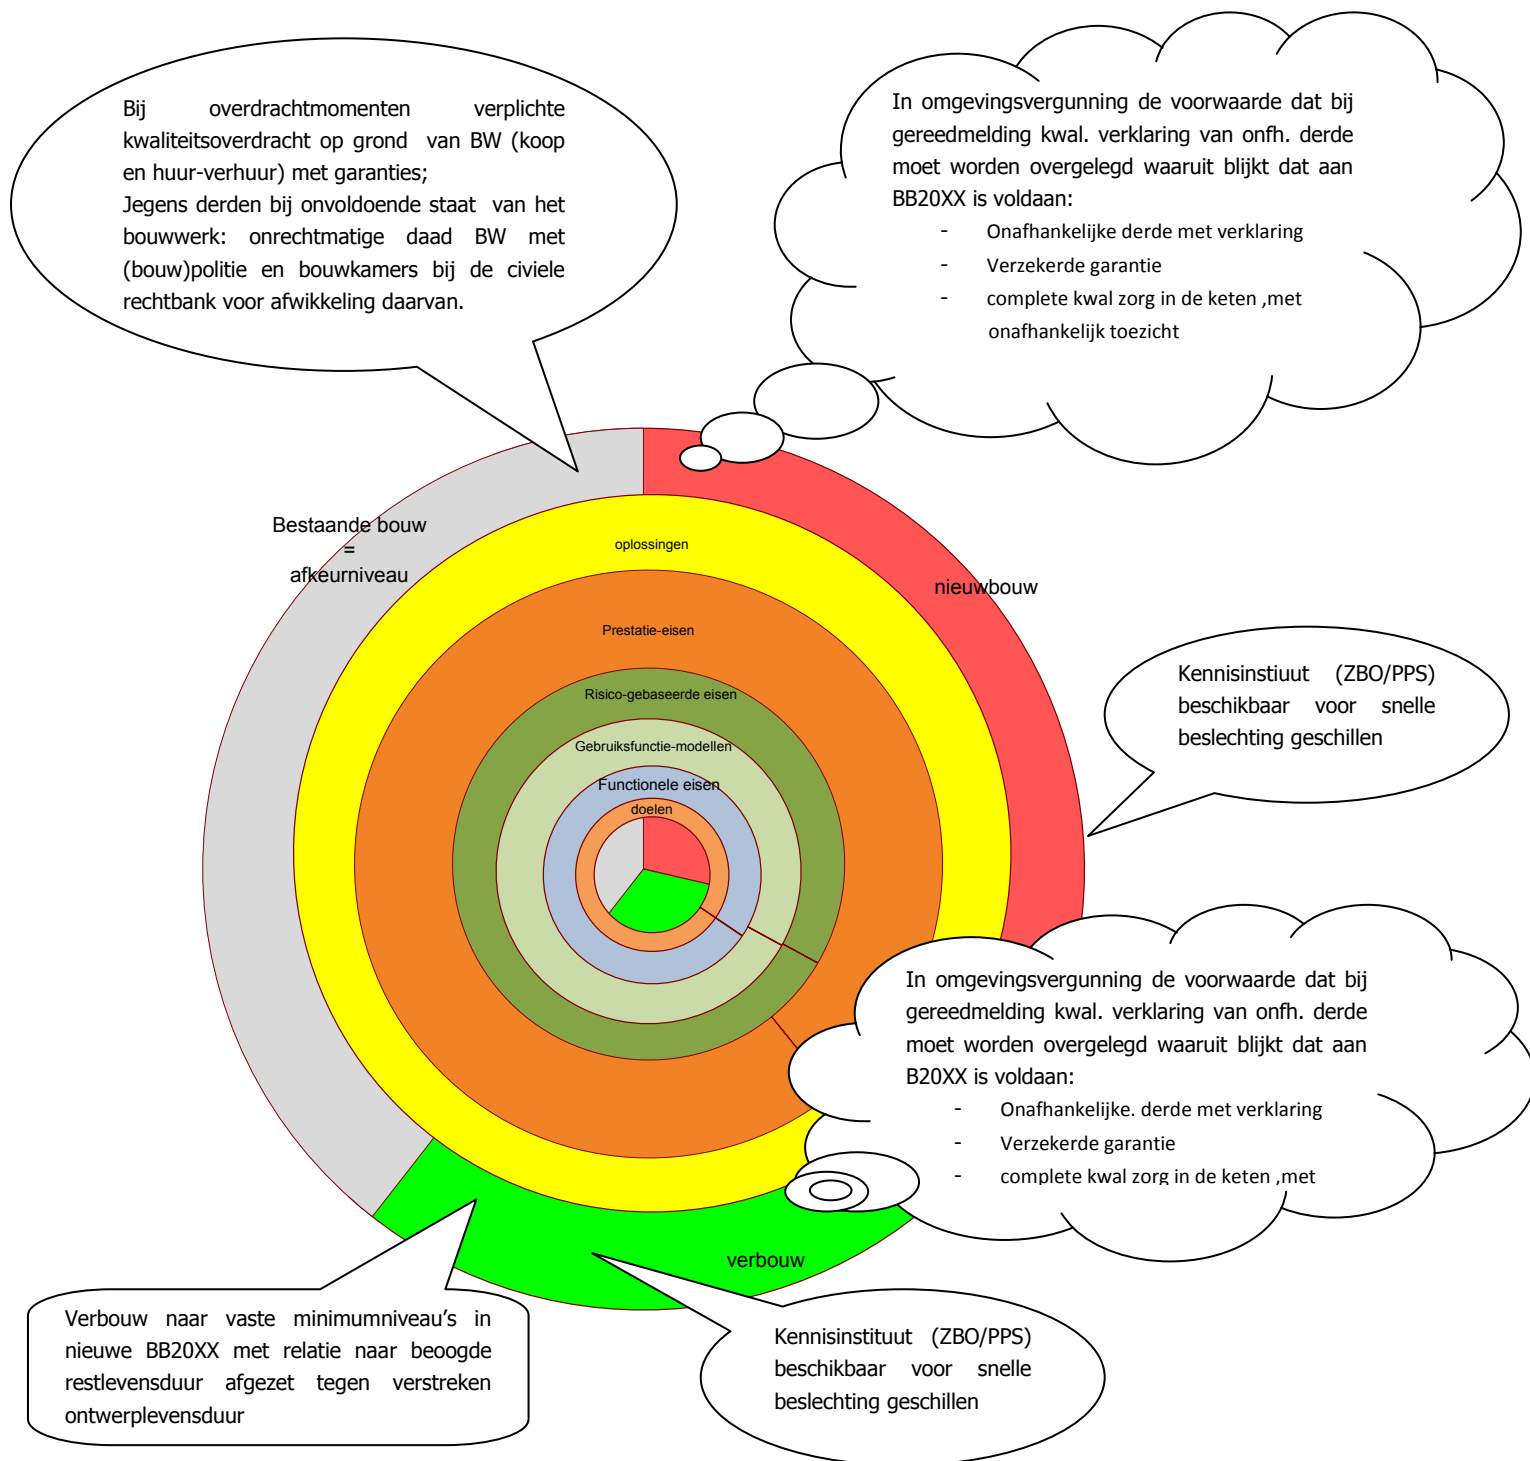 Bij overdrachtmomenten verplichte
kwaliteitsoverdracht op grond van BW (koop
en huur-verhuur) met garanties;
Jegens derden bij onvoldoende staat van het
bouwwerk: onrechtmatige daad BW met
(bouw)politie en bouwkamers bij de civiele
rechtbank voor afwikkeling daarvan.
In omgevingsvergunning de voorwaarde dat bij
gereedmelding kwal. verklaring van onfh. derde
moet worden overgelegd waaruit blijkt dat aan
BB20XX is voldaan:
- Onafhankelijke derde met verklaring
- Verzekerde garantie
- complete kwal zorg in de keten ,met
onafhankelijk toezicht
Bestaande bouw
=
afkeurniveau
oplossingen
nieuwbouw
Prestatie-eisen
Risico-gebaseerde eisen
Gebruiksfunctie-modellen
Functionele eisen
doelen
Kennisinstiuut (ZBO/PPS)
beschikbaar voor snelle
beslechting geschillen
In omgevingsvergunning de voorwaarde dat bij
gereedmelding kwal. verklaring van onfh. derde
moet worden overgelegd waaruit blijkt dat aan
B20XX is voldaan:
- Onafhankelijke. derde met verklaring
- Verzekerde garantie
- complete kwal zorg in de keten ,met
verbouw
Verbouw naar vaste minimumniveau's in
nieuwe BB20XX met relatie naar beoogde
restlevensduur afgezet tegen verstreken
ontwerplevensduur
Kennisinstituut (ZBO/PPS)
beschikbaar voor snelle
beslechting geschillen